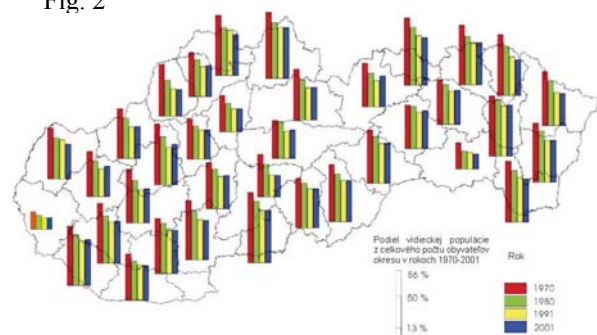 Fig. 2
Podiel vidieckej populácie
z celkového počtu obyvateľov
okresu v rokoch 1970-2001
Rok
50 %
13 %
1970
1980
1991
2001